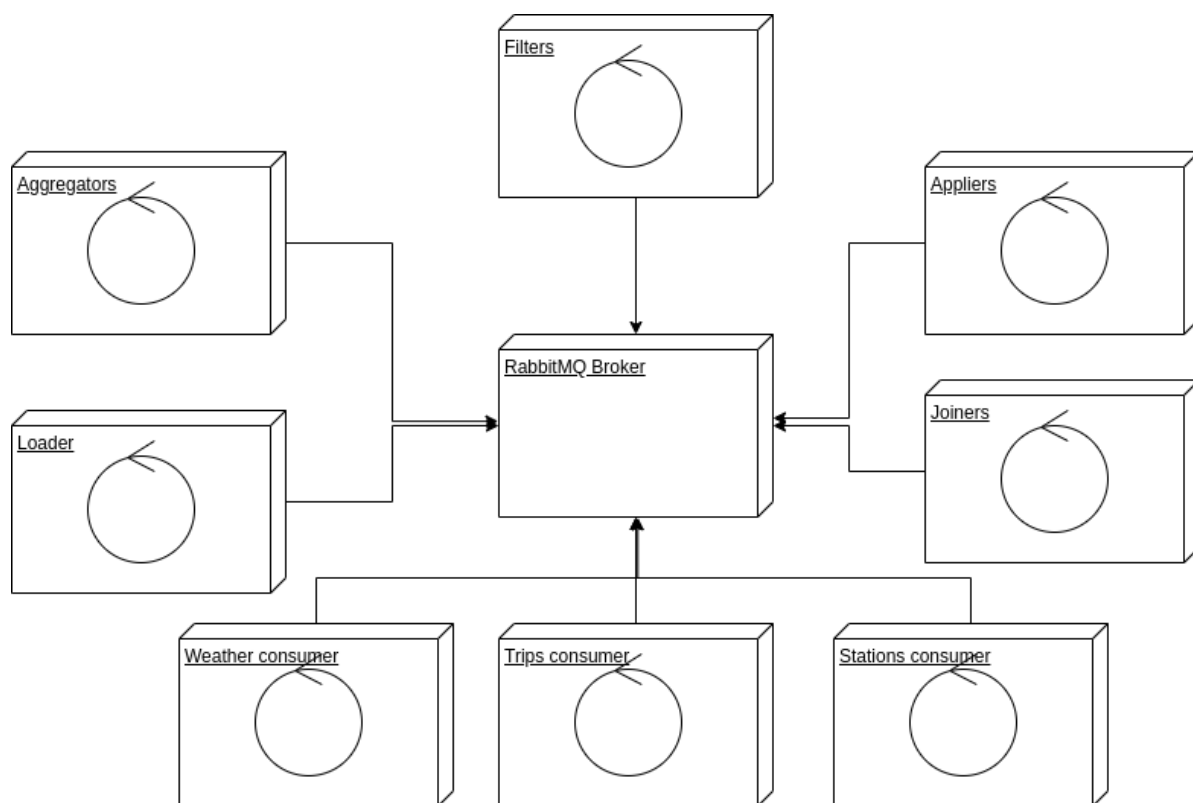 Filters
Aggregators
Appliers
RabbitMQ Broker
Loader
Joiners
Weather consumer
Trips consumer
Stations consumer